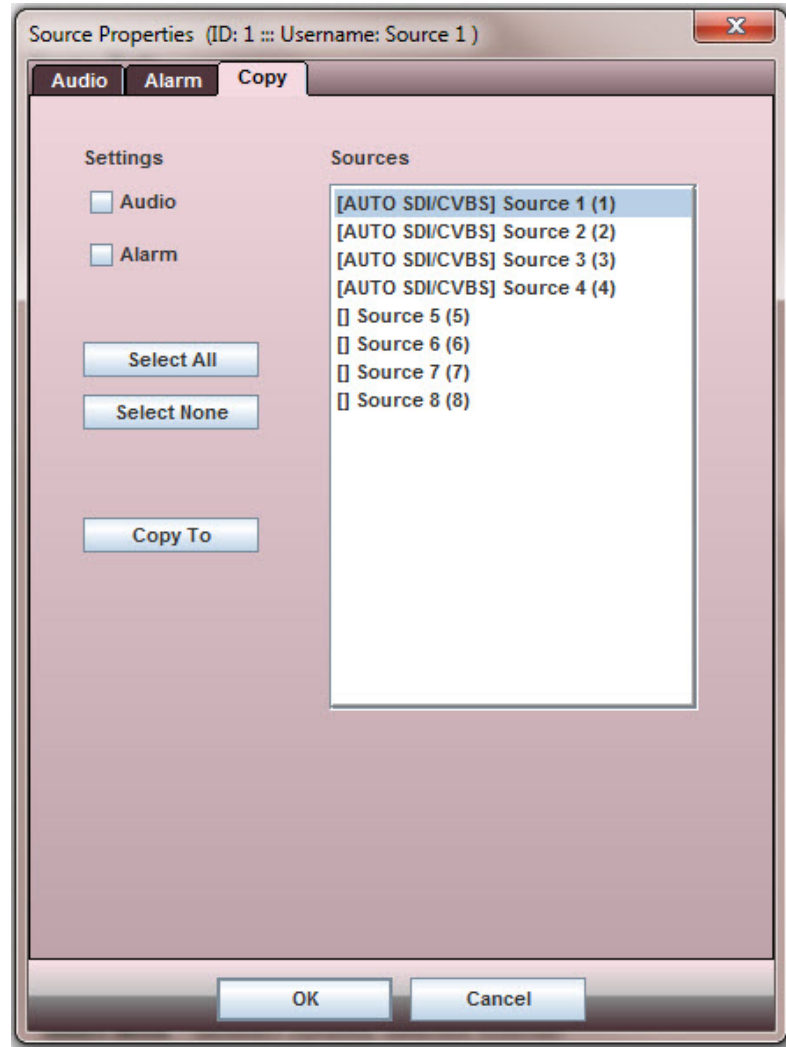 Source Properties (ID: 1 ::: Username: Source 1 )
Audio Alarm Copy
Settings
Audio
Alarm
Select All
Select None
Copy To
Sources
[AUTO SDI/CVBS] Source 1 (1)
[AUTO SDI/CVBS] Source 2 (2)
[AUTO SDI/CVBS] Source 3 (3)
[AUTO SDI/CVBS] Source 4 (4)
[] Source 5 (5)
[] Source 6 (6)
[] Source 7 (7)
[] Source 8 (8)
OK Cancel